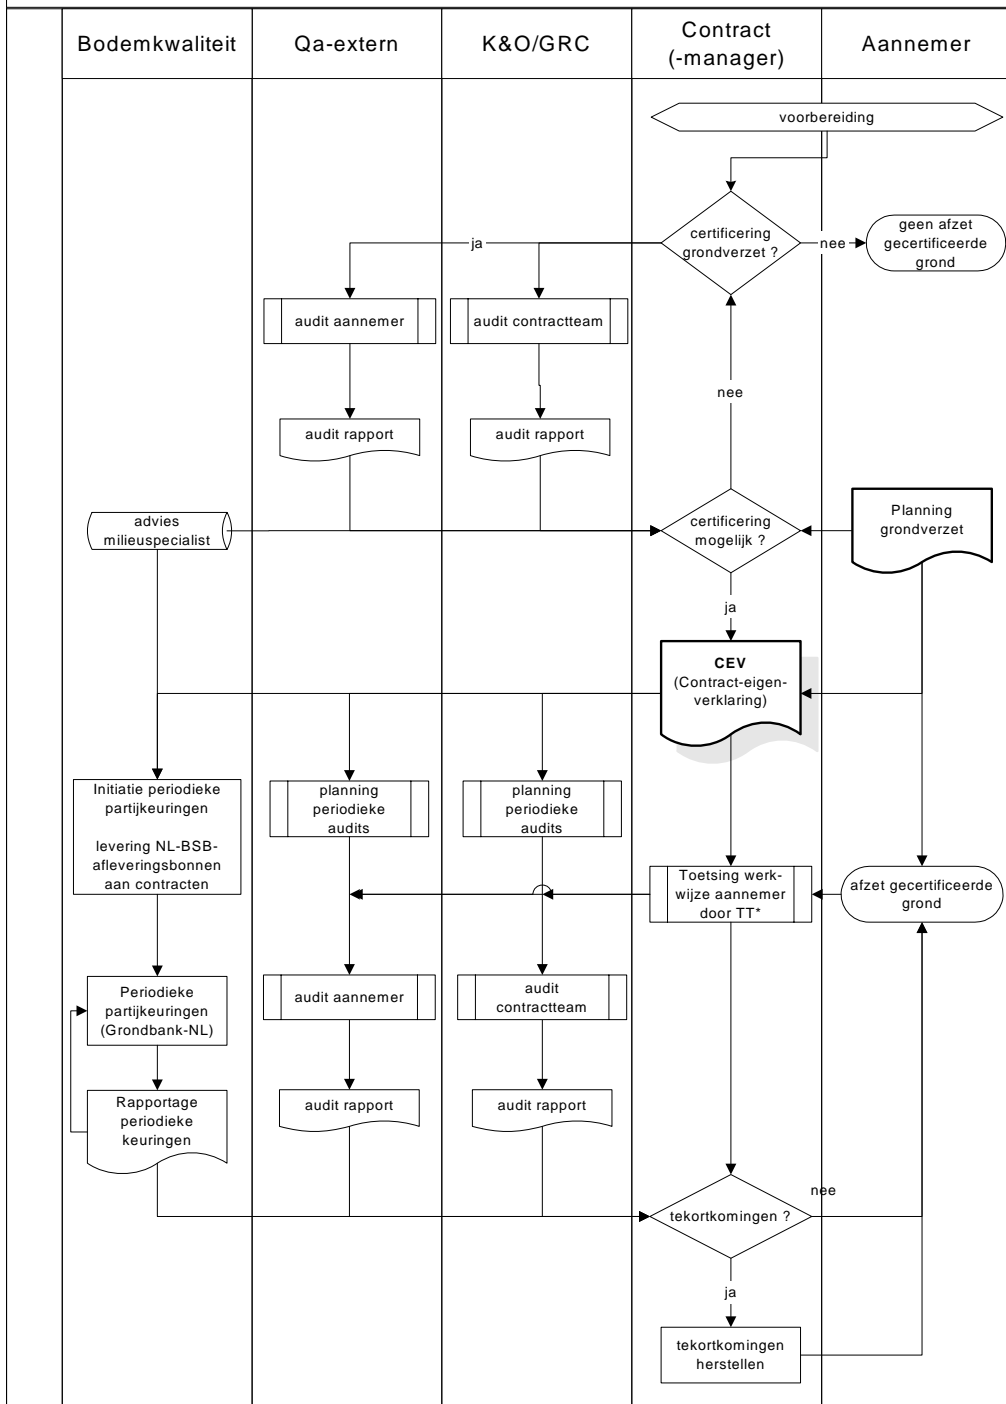 Bodemkwaliteit
Qa-extern
K&O/GRC
Contract
(-manager)
Aannemer
voorbereiding
certificering
grondverzet ?
nee
geen afzet
gecertificeerde
grond
ja
audit aannemer
audit contractteam
nee
audit rapport
audit rapport
advies
milieuspecialist
certificering
mogelijk ?
Planning
grondverzet
ja
CEV
(Contract-eigen-
verklaring)
Initiatie periodieke
partijkeuringen
levering NL-BSB-
afleveringsbonnen
aan contracten
planning
periodieke
audits
planning
periodieke
audits
Toetsing werk-
wijze aannemer
door TT*
afzet gecertificeerde
grond
Periodieke
partijkeuringen
(Grondbank-NL)
audit aannemer
audit
contractteam
Rapportage
periodieke
keuringen
audit rapport
audit rapport
nee
tekortkomingen ?
ja
tekortkomingen
herstellen